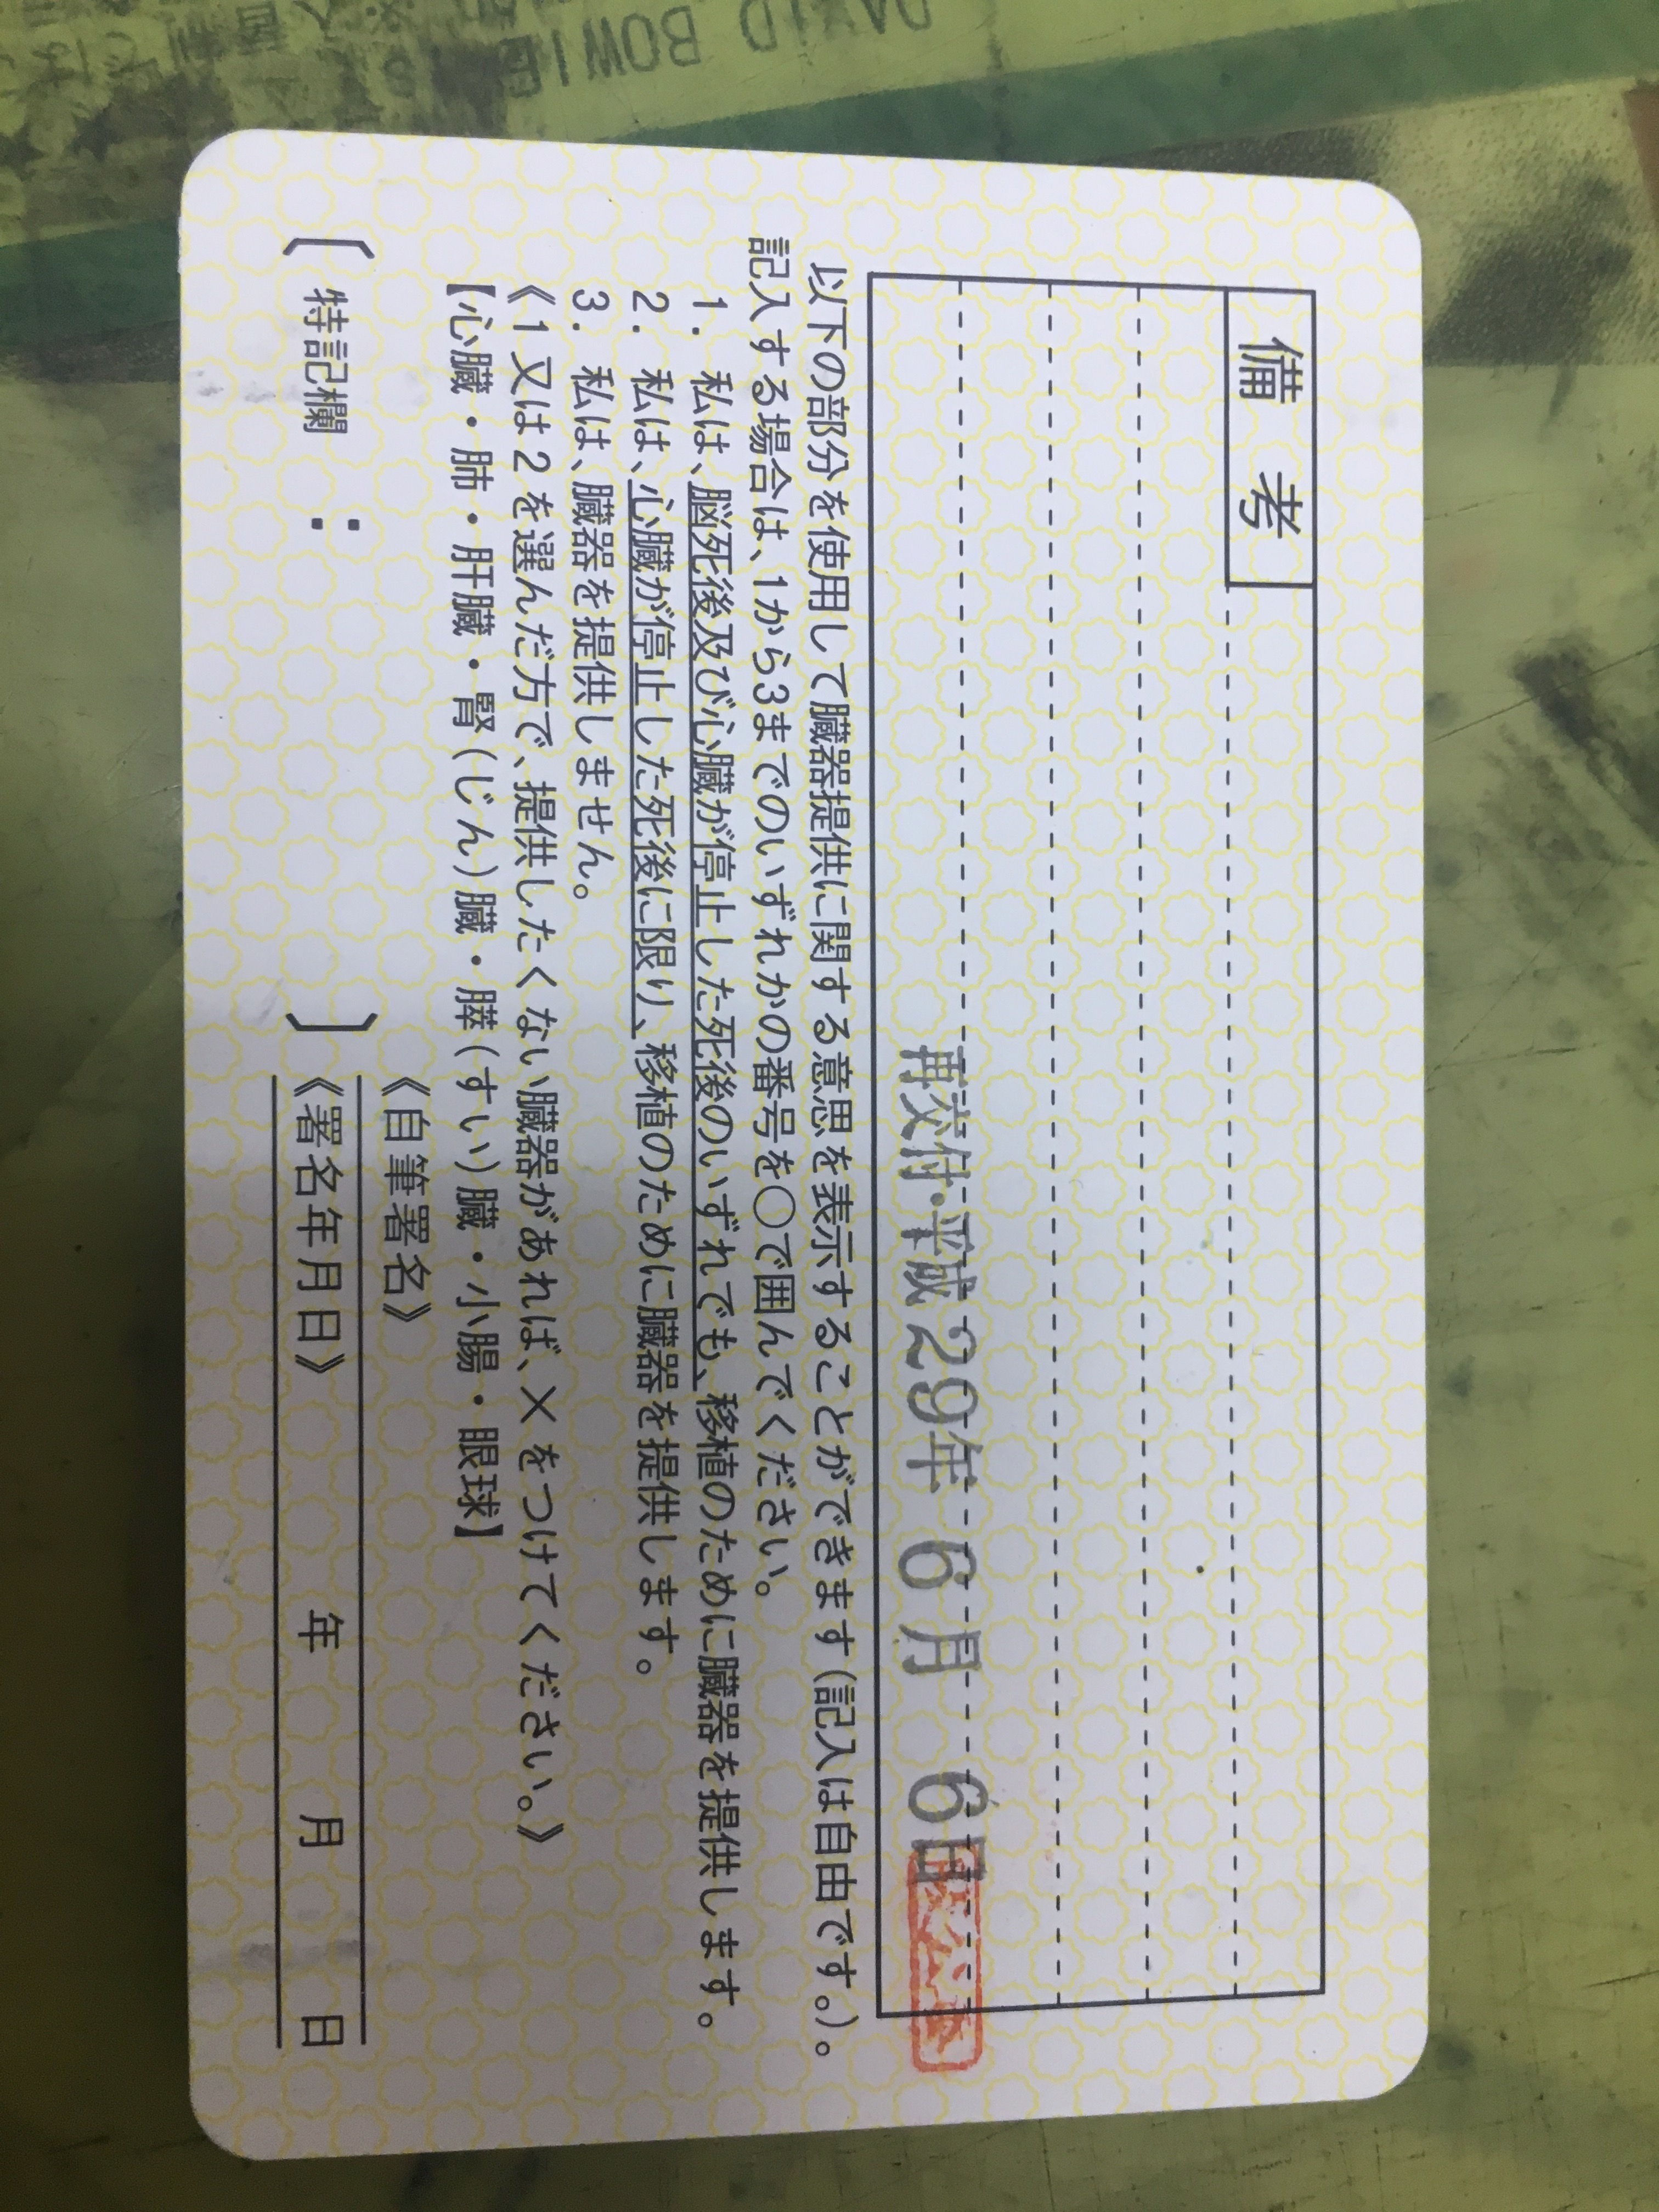 備考
再交付・平成29年6月6日
以下の部分を使用して臓器提供に関する意思を表示することができます(記入は自由です。)。
記入する場合は、1から3までのいずれかの番号を○で囲んでください。
1. 私は、脳死後及び心臓が停止した死後のいずれでも、移植のために臓器を提供します。
2. 私は、心臓が停止した死後に限り、移植のために臓器を提供します。
3. 私は、臓器を提供しません。
《1又は2を選んだ方で、提供したくない臓器があれば、×をつけてください。》
【心臓・肺・肝臓・腎(じん)臓・膵(すい)臓・小腸・眼球】
〔特記欄:〕
《自筆署名》
《署名年月日》 年 月 日
DAVID BOWIE